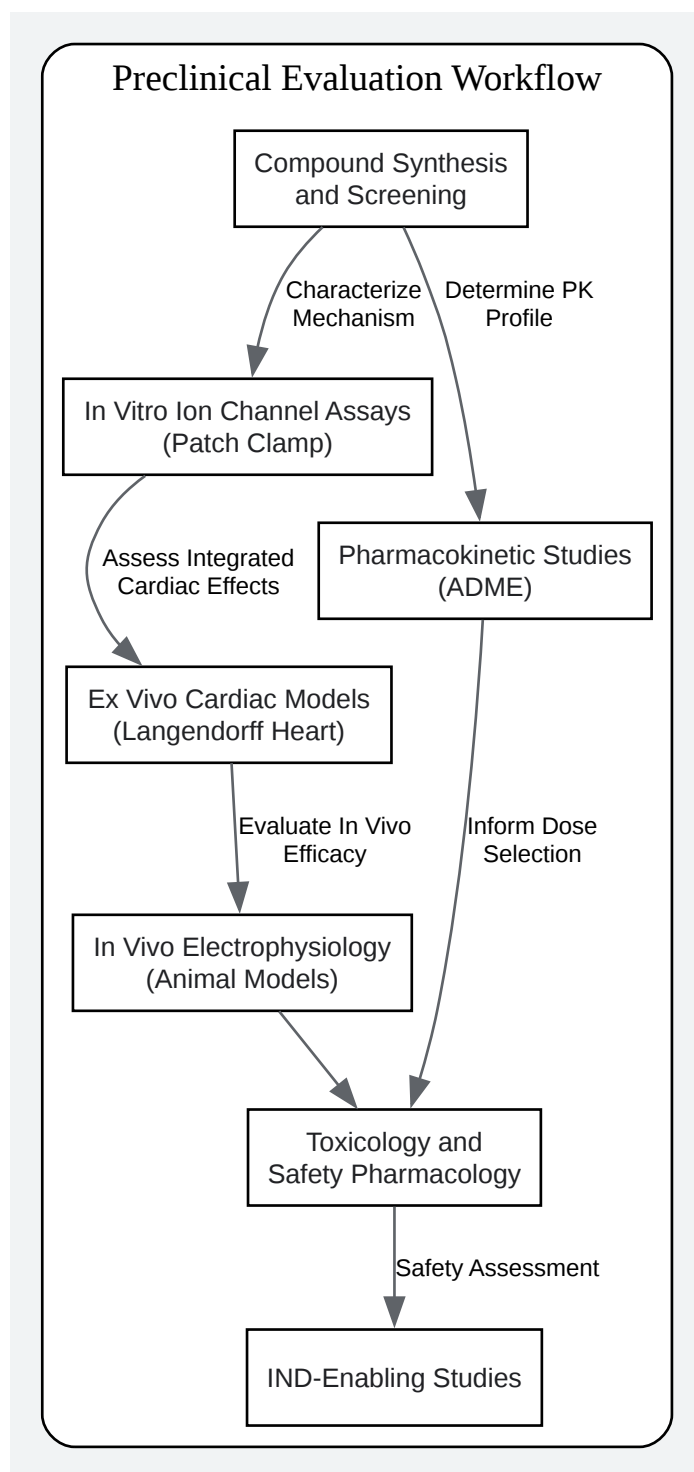 Preclinical Evaluation Workflow
Compound Synthesis
and Screening
Characterize
Mechanism
Determine PK
Profile
In Vitro Ion Channel Assays
(Patch Clamp)
Assess Integrated
Cardiac Effects
Pharmacokinetic Studies
(ADME)
Ex Vivo Cardiac Models
(Langendorff Heart)
Evaluate In Vivo
Efficacy
Inform Dose
Selection
In Vivo Electrophysiology
(Animal Models)
Toxicology and
Safety Pharmacology
Safety Assessment
IND-Enabling Studies